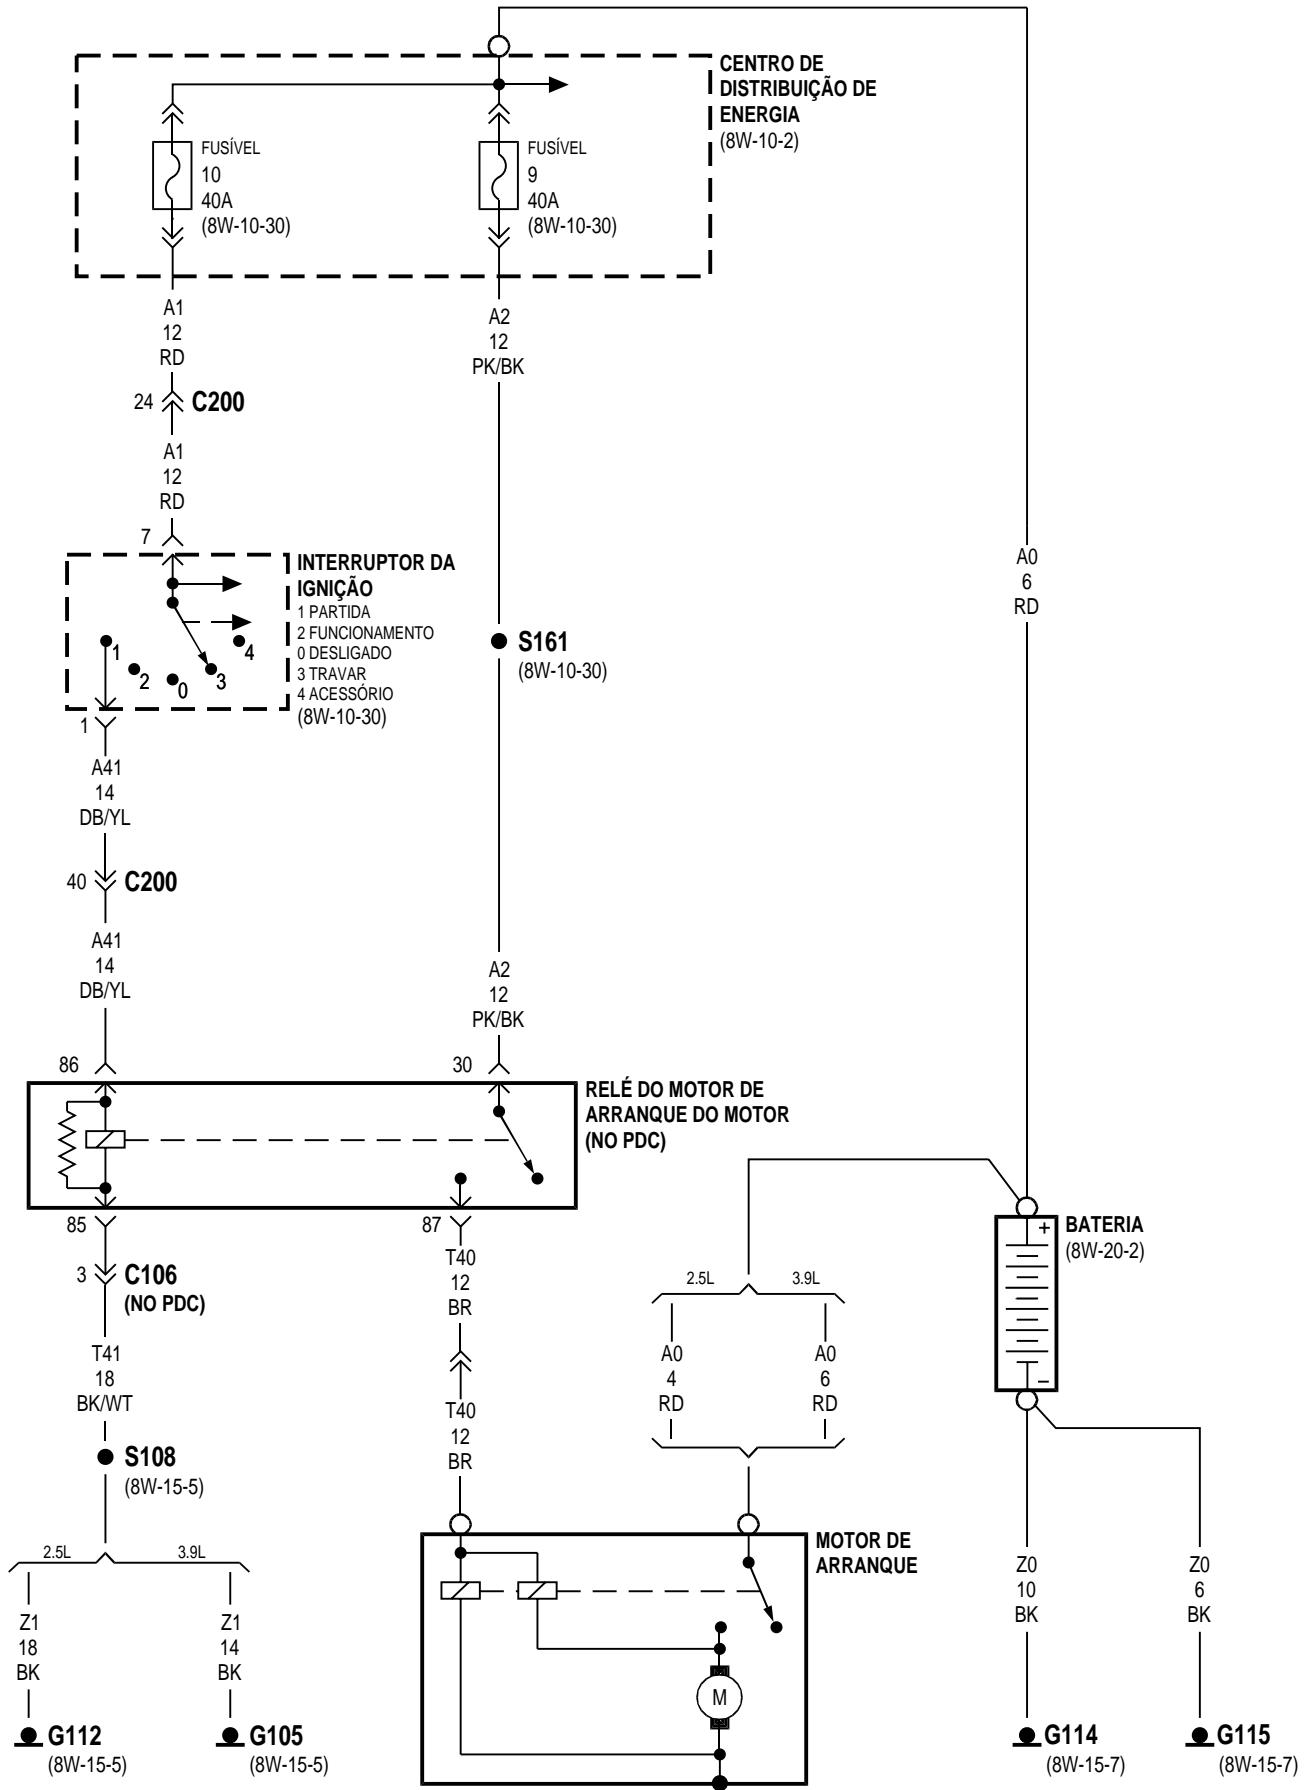 CENTRO DE
DISTRIBUIÇÃO DE
ENERGIA
(8W-10-2)
FUSÍVEL
10
40A
(8W-10-30)
FUSÍVEL
9
40A
(8W-10-30)
A1
12
RD
A2
12
PK/BK
24
C200
A1
12
RD
7
INTERRUPTOR DA
IGNIÇÃO
1 PARTIDA
2 FUNCIONAMENTO
0 DESLIGADO
3 TRAVAR
4 ACESSÓRIO
(8W-10-30)
1
2
0
3
4
A0
6
RD
S161
(8W-10-30)
1
A41
14
DB/YL
40
C200
A41
14
DB/YL
A2
12
PK/BK
86
30
RELÉ DO MOTOR DE
ARRANQUE DO MOTOR
(NO PDC)
85
87
3
C106
(NO PDC)
T40
12
BR
+
BATERIA
(8W-20-2)
–
2.5L
3.9L
A0
4
RD
A0
6
RD
T41
18
BK/WT
T40
12
BR
S108
(8W-15-5)
2.5L
3.9L
Z1
18
BK
Z1
14
BK
MOTOR DE
ARRANQUE
M
Z0
10
BK
Z0
6
BK
G112
(8W-15-5)
G105
(8W-15-5)
G114
(8W-15-7)
G115
(8W-15-7)